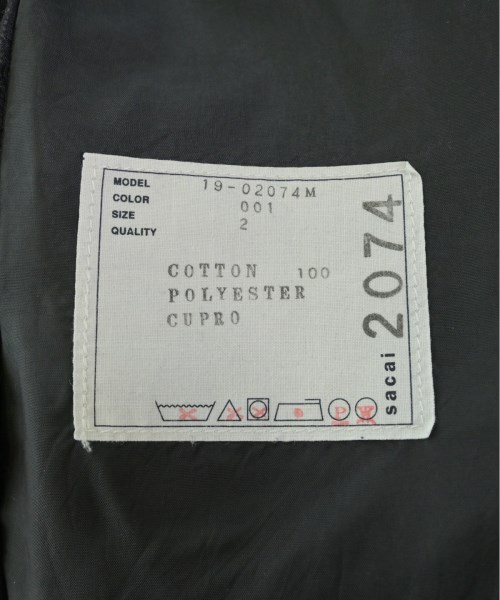 MODEL 19-02074M
COLOR 001
SIZE 2
QUALITY
COTTON 100
POLYESTER
CUPRO
P W
sacai 2074